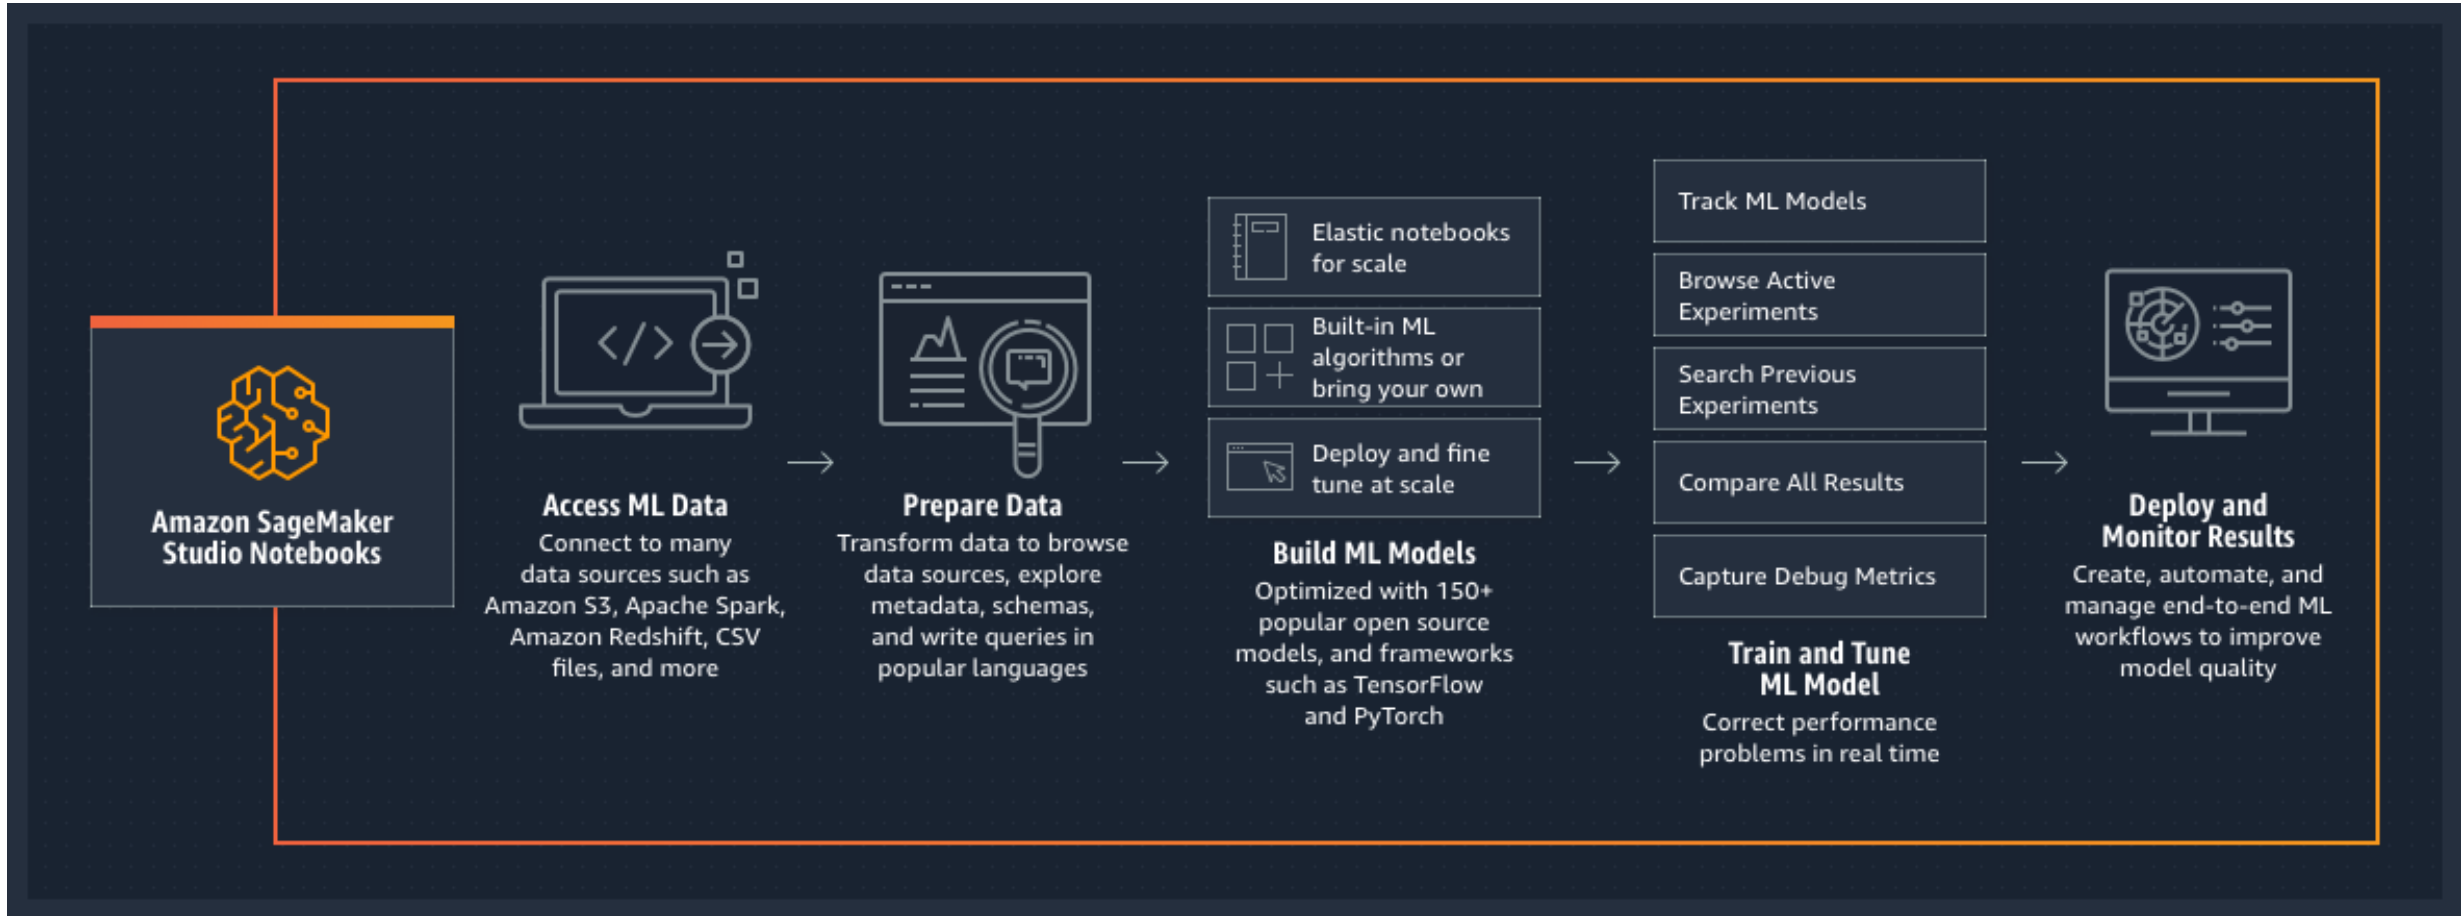 Amazon SageMaker
Studio Notebooks
Access ML Data
Connect to many
data sources such as
Amazon S3, Apache Spark,
Amazon Redshift, CSV
files, and more
Prepare Data
Transform data to browse
data sources, explore
metadata, schemas,
and write queries in
popular languages
Elastic notebooks
for scale
Built-in ML
algorithms or
bring your own
Deploy and fine
tune at scale
Build ML Models
Optimized with 150+
popular open source
models, and frameworks
such as TensorFlow
and PyTorch
Track ML Models
Browse Active
Experiments
Search Previous
Experiments
Compare All Results
Capture Debug Metrics
Train and Tune
ML Model
Correct performance
problems in real time
Deploy and
Monitor Results
Create, automate, and
manage end-to-end ML
workflows to improve
model quality